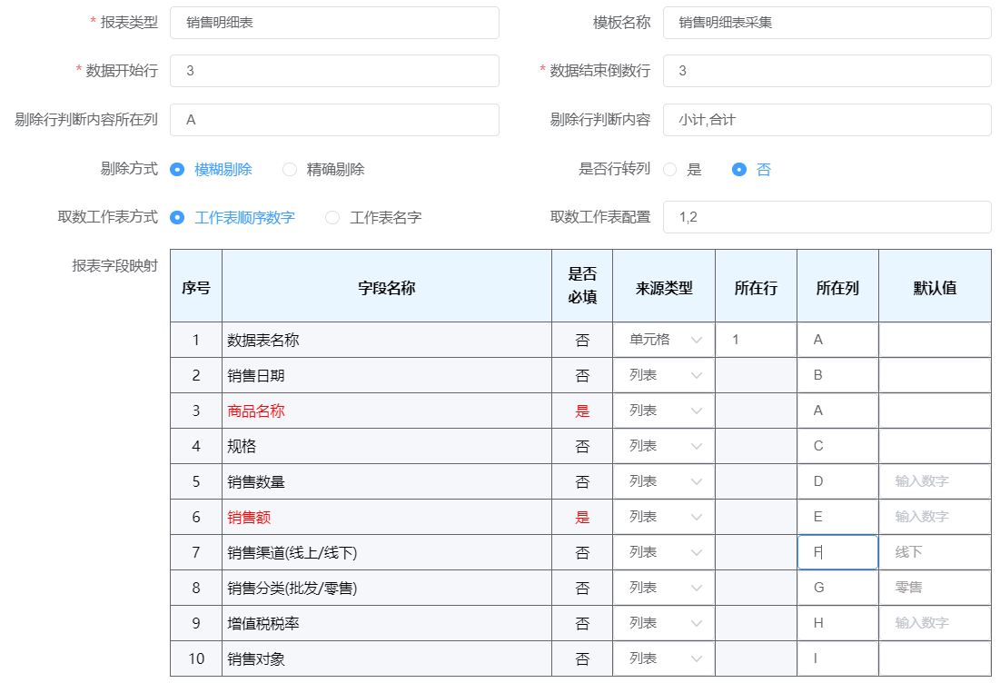 * 报表类型 销售明细表 模板名称 销售明细表采集
* 数据开始行 3 * 数据结束倒数行 3
剔除行判断内容所在列 A 剔除行判断内容 小计,合计
剔除方式 模糊剔除 精确剔除 是否行转列 是 否
取数工作表方式 工作表顺序数字 工作表名字 取数工作表配置 1,2
报表字段映射
序号 字段名称 是否必填 来源类型 所在行 所在列 默认值
1 数据表名称 否 单元格 1 A
2 销售日期 否 列表 B
3 商品名称 是 列表 A
4 规格 否 列表 C
5 销售数量 否 列表 D 输入数字
6 销售额 是 列表 E 输入数字
7 销售渠道(线上/线下) 否 列表 F 线下
8 销售分类(批发/零售) 否 列表 G 零售
9 增值税税率 否 列表 H 输入数字
10 销售对象 否 列表 I